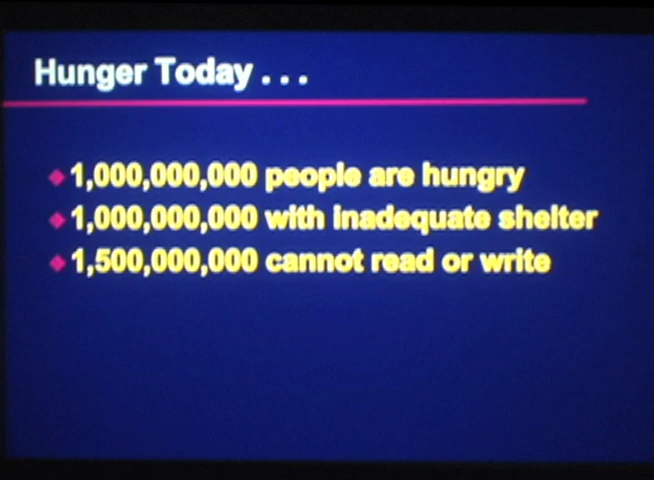 Hunger Today . . .
1,000,000,000 people are hungry
1,000,000,000 with inadequate shelter
1,500,000,000 cannot read or write